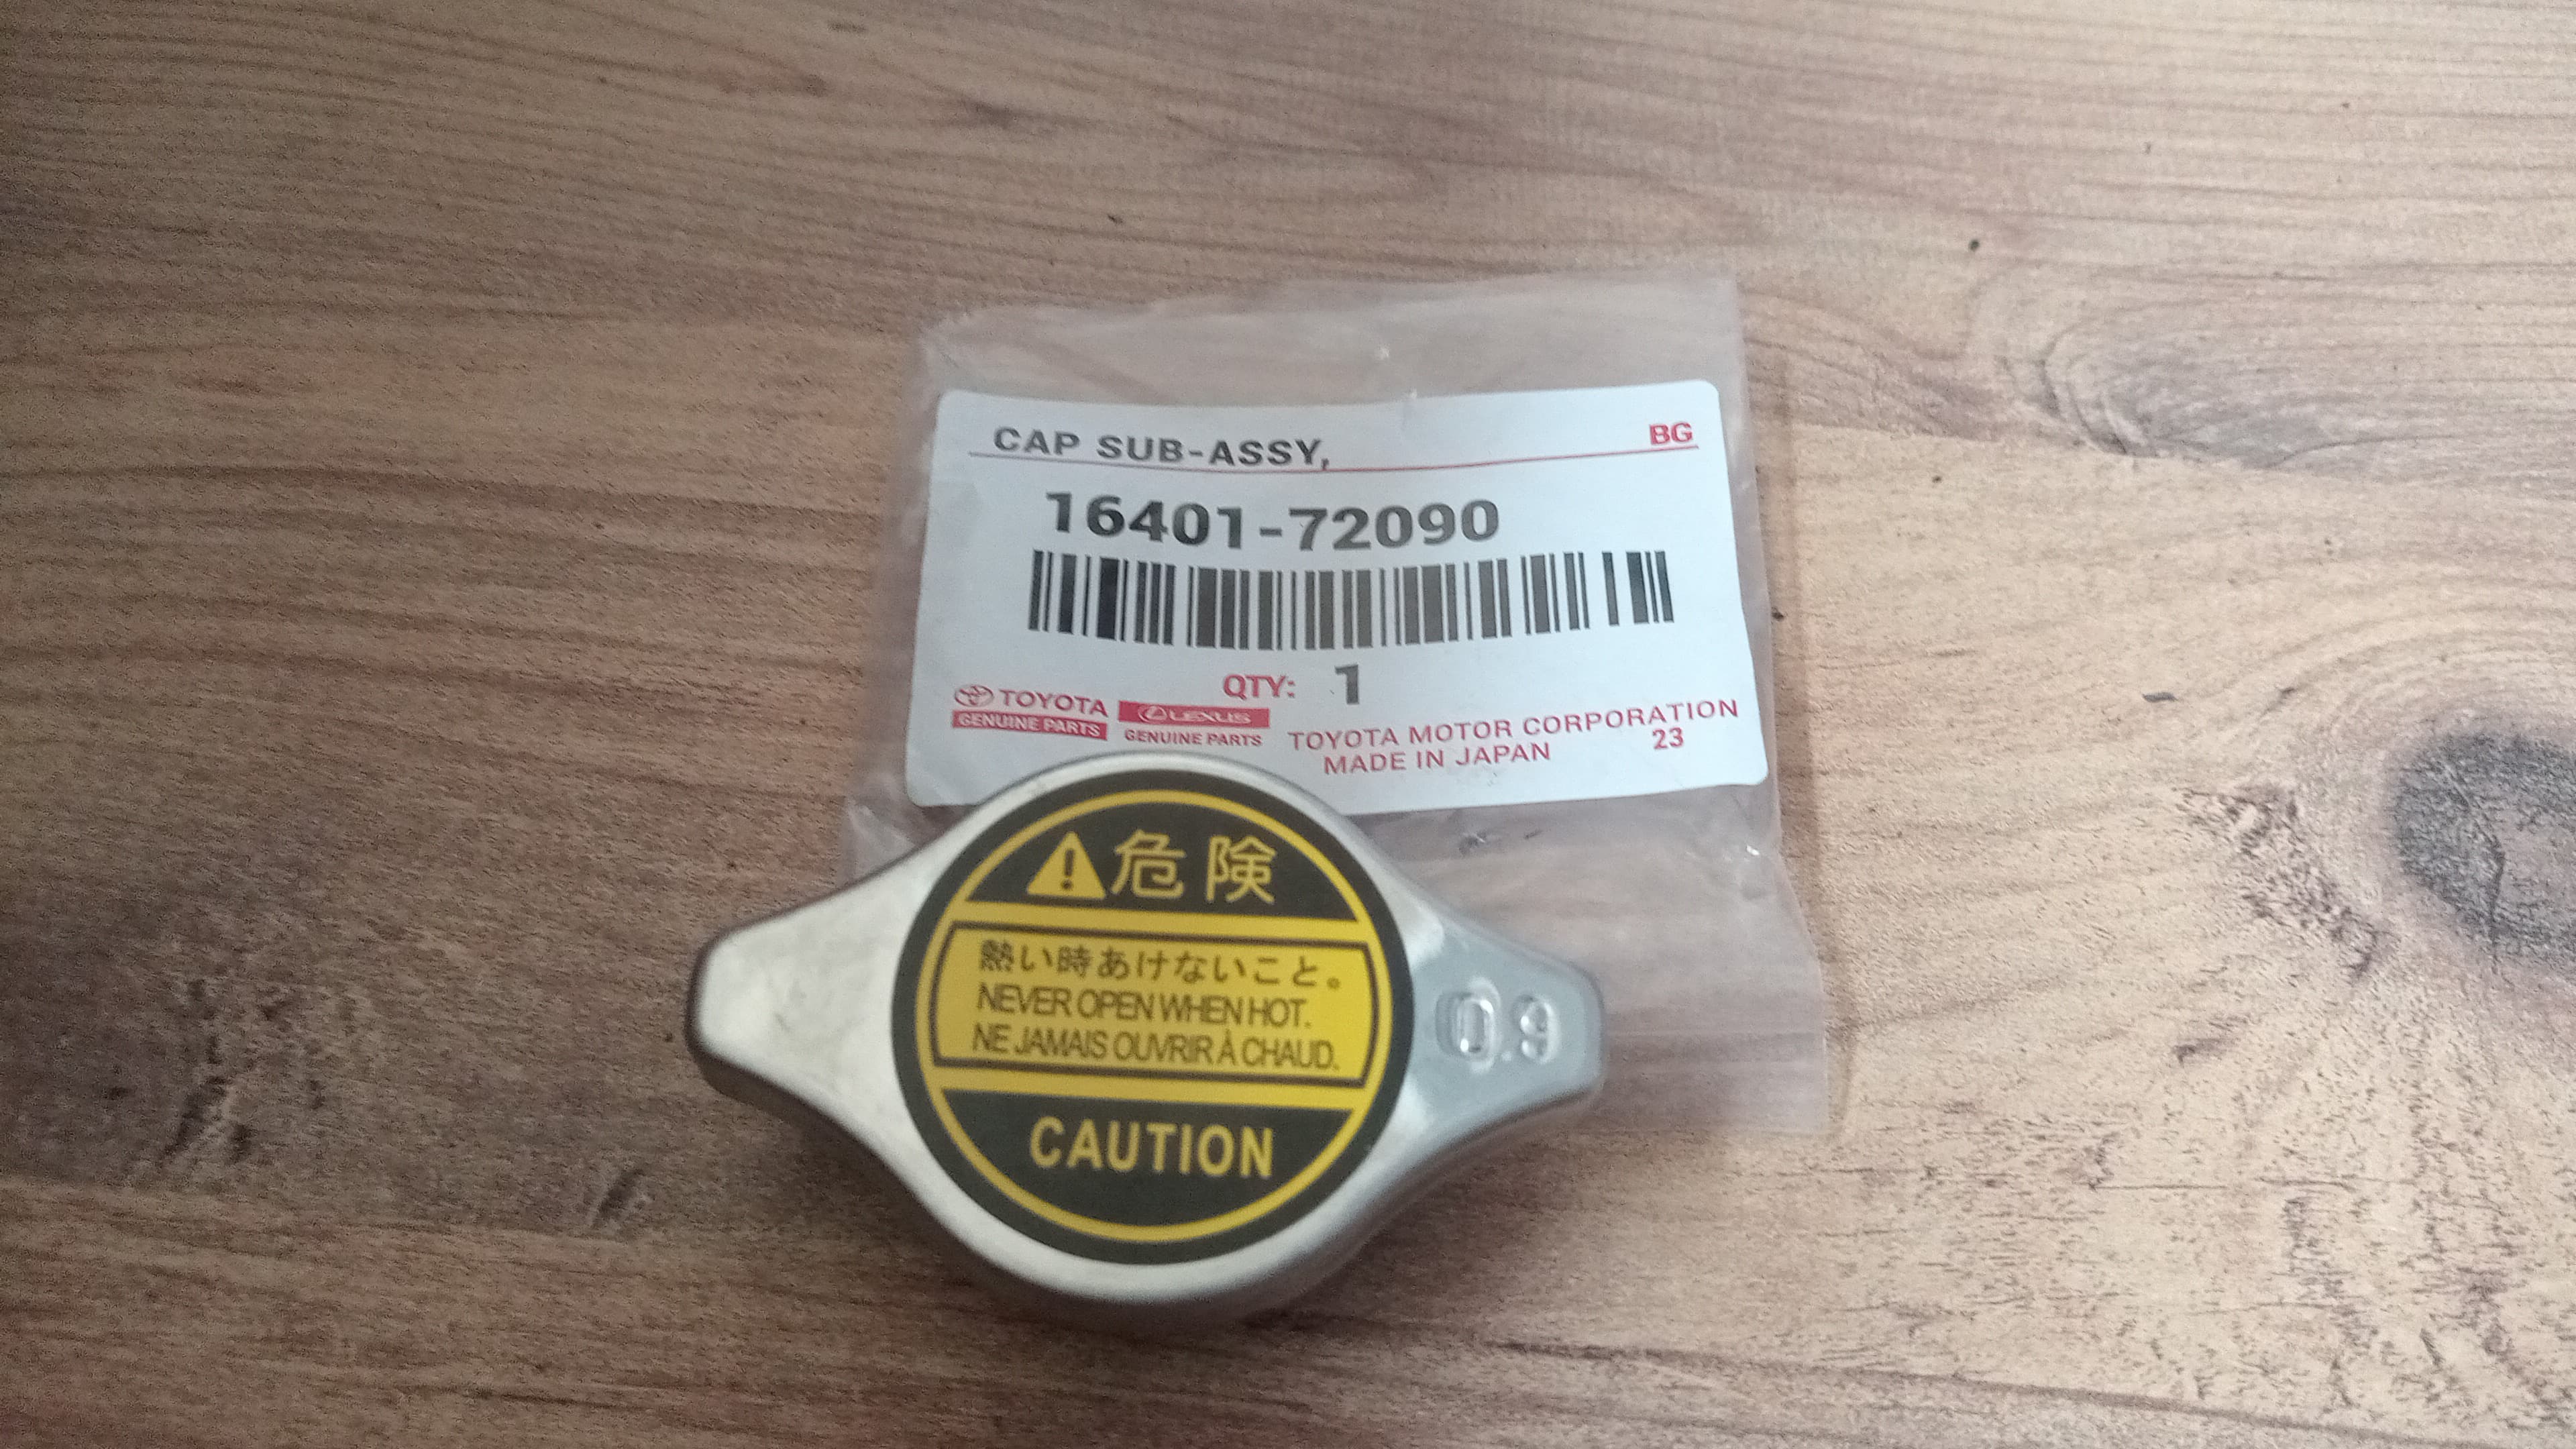 CAP SUB-ASSY, BG
16401-72090
QTY: 1
TOYOTA
GENUINE PARTS
LEXUS
GENUINE PARTS
TOYOTA MOTOR CORPORATION
MADE IN JAPAN 23
危険
熱い時あけないこと。
NEVER OPEN WHEN HOT.
NE JAMAIS OUVRIR À CHAUD.
CAUTION